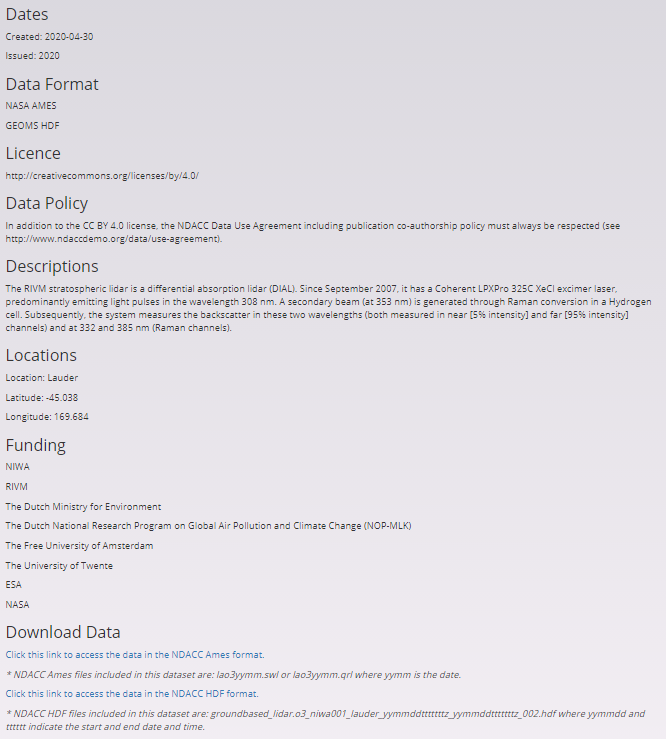 Dates
Created: 2020-04-30
Issued: 2020
Data Format
NASA AMES
GEOMS HDF
Licence
http://creativecommons.org/licenses/by/4.0/
Data Policy
In addition to the CC BY 4.0 license, the NDACC Data Use Agreement including publication co-authorship policy must always be respected (see
http://www.ndaccdemo.org/data/use-agreement).
Descriptions
The RIVM stratospheric lidar is a differential absorption lidar (DIAL). Since September 2007, it has a Coherent LPXPro 325C XeCl excimer laser,
predominantly emitting light pulses in the wavelength 308 nm. A secondary beam (at 353 nm) is generated through Raman conversion in a Hydrogen
cell. Subsequently, the system measures the backscatter in these two wavelengths (both measured in near [5% intensity] and far [95% intensity]
channels) and at 332 and 385 nm (Raman channels).
Locations
Location: Lauder
Latitude: -45.038
Longitude: 169.684
Funding
NIWA
RIVM
The Dutch Ministry for Environment
The Dutch National Research Program on Global Air Pollution and Climate Change (NOP-MLK)
The Free University of Amsterdam
The University of Twente
ESA
NASA
Download Data
Click this link to access the data in the NDACC Ames format.
* NDACC Ames files included in this dataset are: lao3yymm.swl or lao3yymm.qrl where yymm is the date.
Click this link to access the data in the NDACC HDF format.
* NDACC HDF files included in this dataset are: groundbased_lidar.o3_niwa001_lauder_yymmddtttttttz_yymmddtttttttz_002.hdf where yymmdd and
tttttt indicate the start and end date and time.